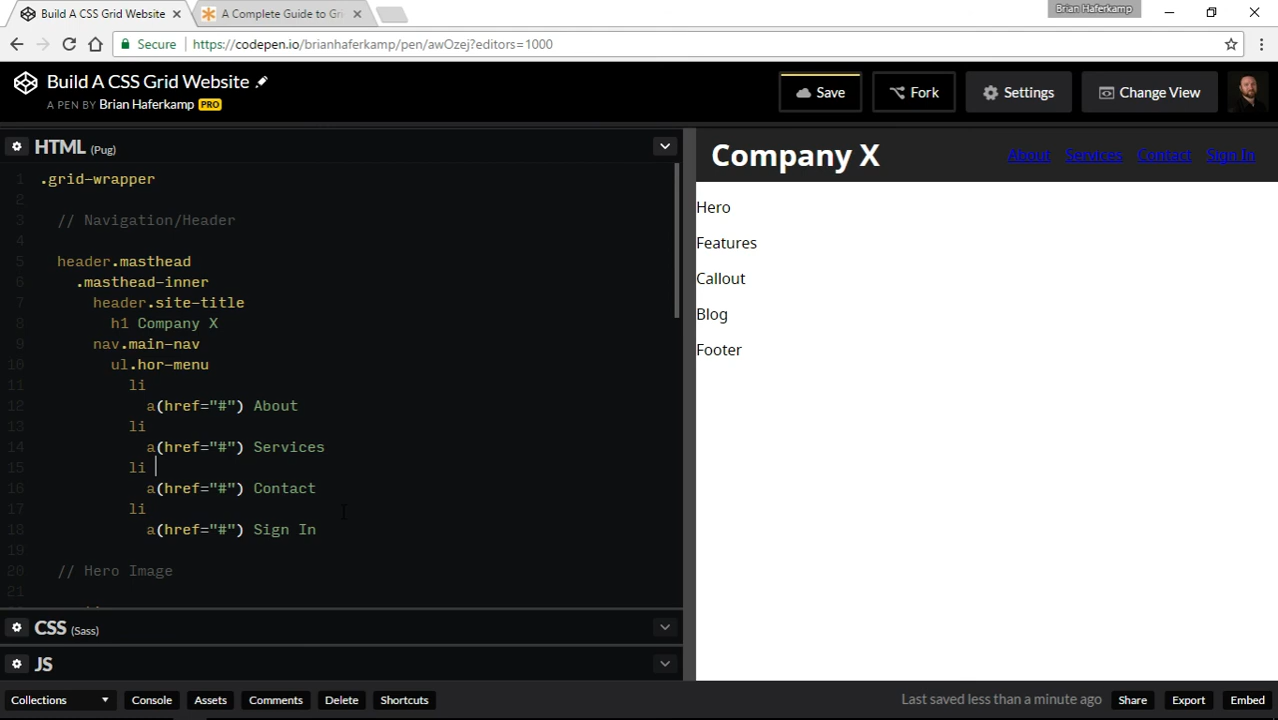 Build A CSS Grid Website
A Complete Guide to Gri
Brian Haferkamp
Secure
https://codepen.io/brianhaferkamp/pen/awOzej?editors=1000
Build A CSS Grid Website
A PEN BY Brian Haferkamp PRO
Save
Fork
Settings
Change View
HTML (Pug)
1 .grid-wrapper
2
3 // Navigation/Header
4
5 header.masthead
6 .masthead-inner
7 header.site-title
8 h1 Company X
9 nav.main-nav
10 ul.hor-menu
11 li
12 a(href="#") About
13 li
14 a(href="#") Services
15 li
16 a(href="#") Contact
17 li
18 a(href="#") Sign In
19
20 // Hero Image
21
Company X
About Services Contact Sign In
Hero
Features
Callout
Blog
Footer
CSS (Sass)
JS
Collections
Console
Assets
Comments
Delete
Shortcuts
Last saved less than a minute ago
Share
Export
Embed